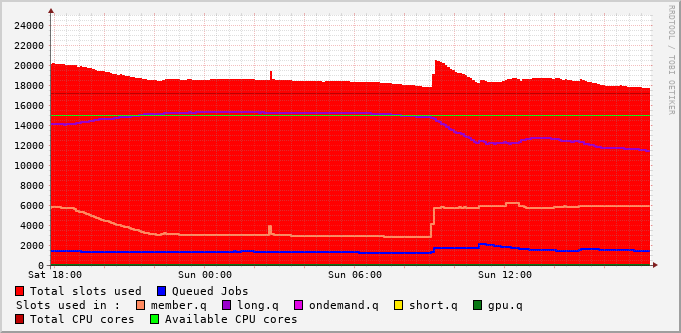 24000
22000
20000
18000
16000
14000
12000
10000
8000
6000
4000
2000
0
Sat 18:00 Sun 00:00 Sun 06:00 Sun 12:00
RRDTOOL / TOBI OETIKER
Total slots used Queued Jobs
Slots used in : member.q long.q ondemand.q short.q gpu.q
Total CPU cores Available CPU cores